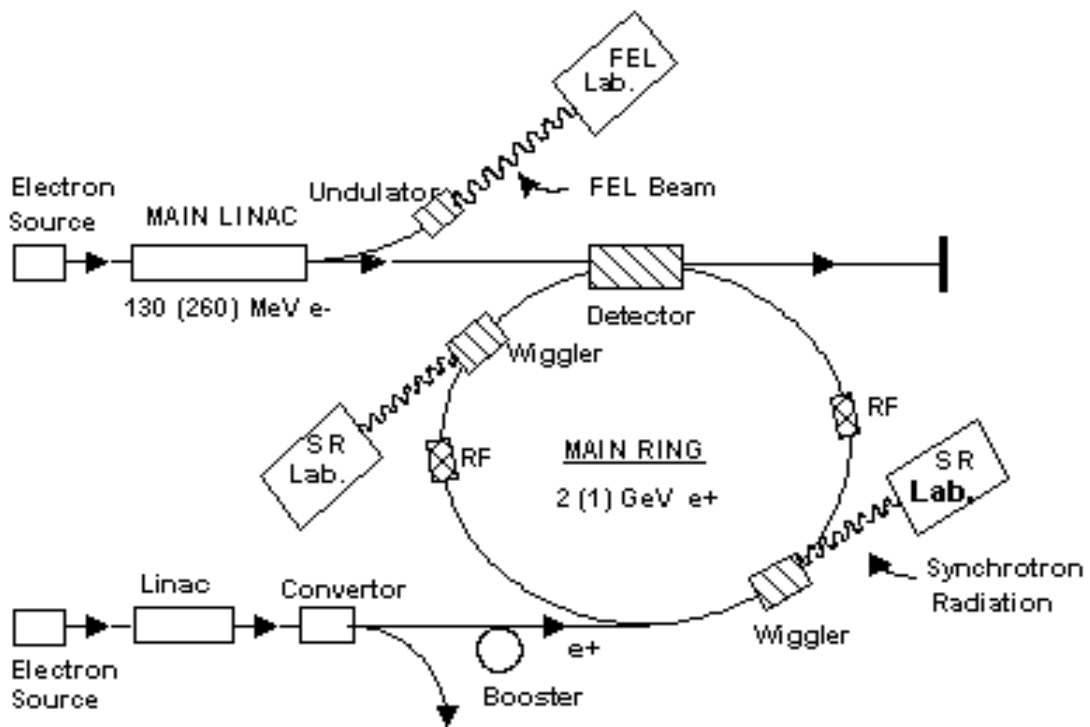 FEL
Lab.
Undulator
FEL Beam
Electron
Source
MAIN LINAC
130 (260) MeV e-
Detector
Wiggler
RF
RF
SR
Lab.
MAIN RING
2 (1) GeV e+
SR
Lab.
Synchrotron
Radiation
Wiggler
Linac
Convertor
e+
Booster
Electron
Source